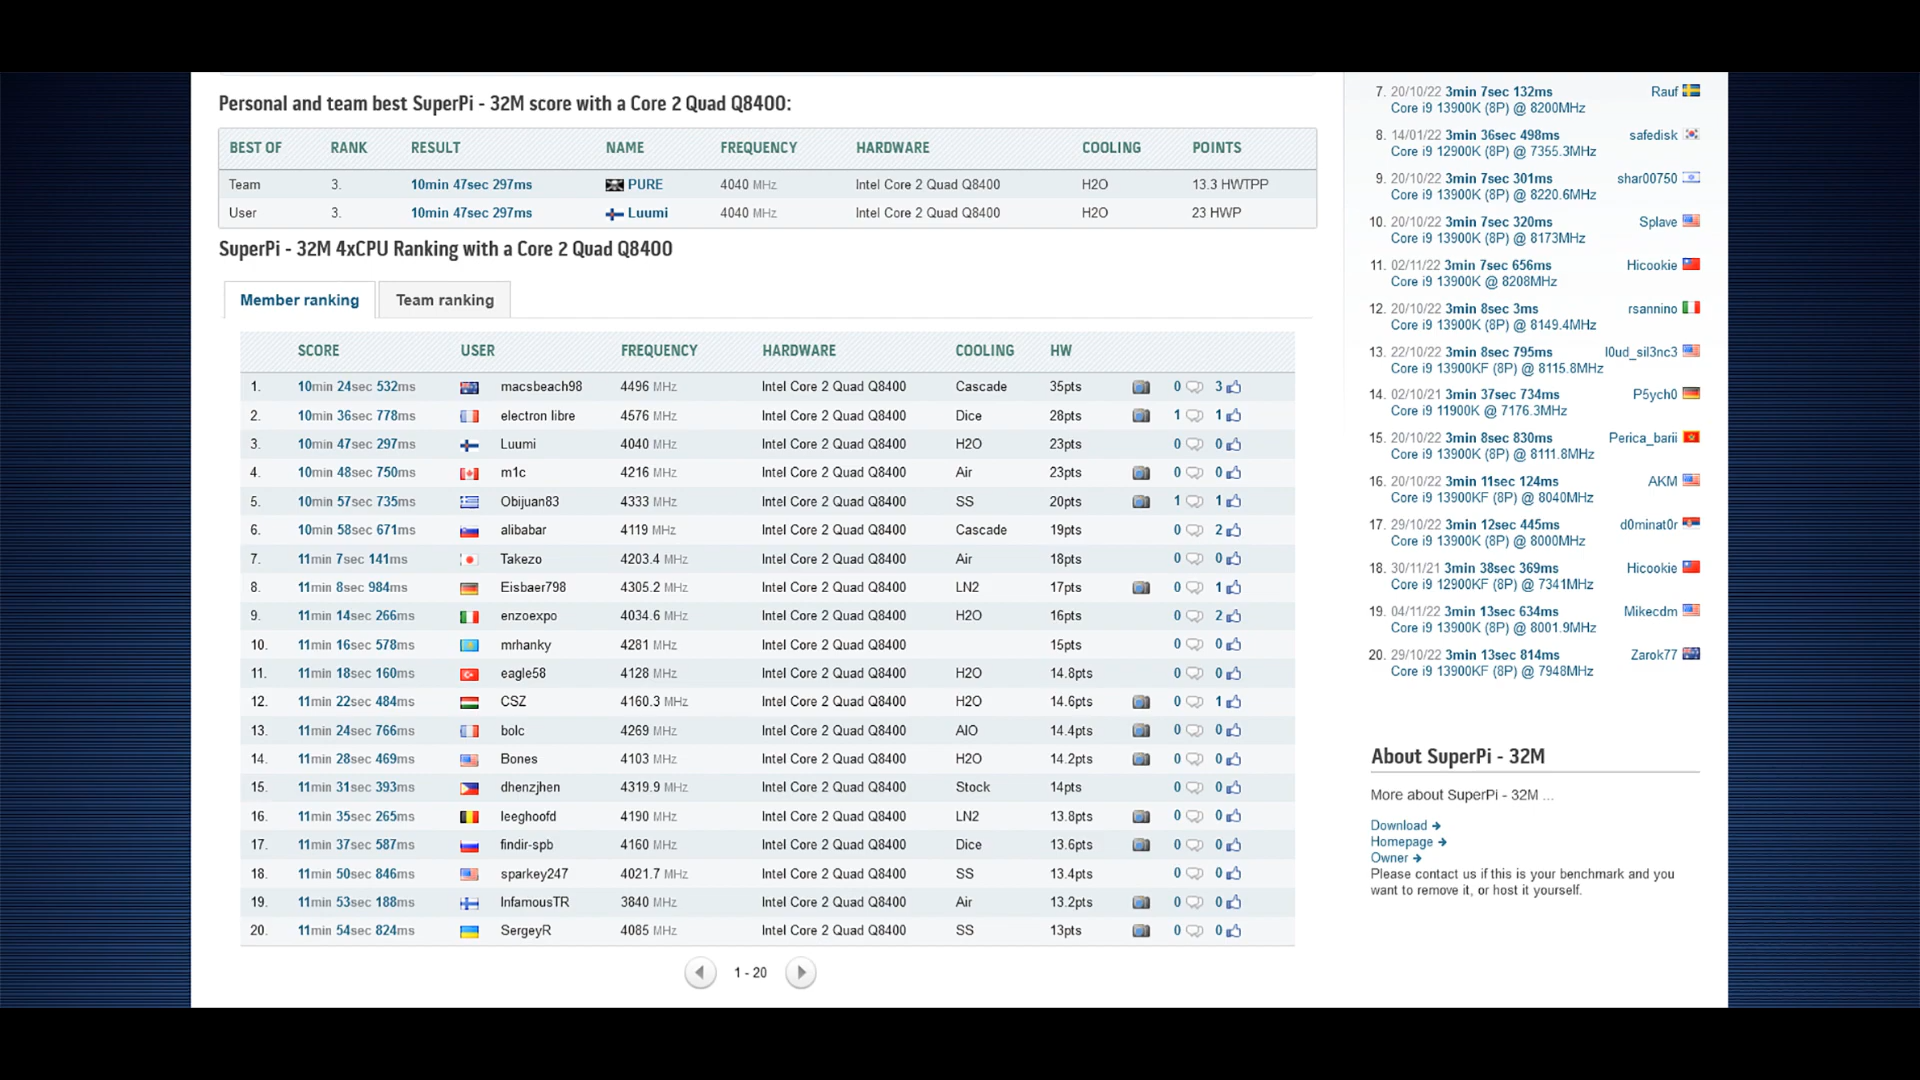 Personal and team best SuperPi - 32M score with a Core 2 Quad Q8400:
BEST OF RANK RESULT NAME FREQUENCY HARDWARE COOLING POINTS
Team 3. 10min 47sec 297ms PURE 4040 MHz Intel Core 2 Quad Q8400 H2O 13.3 HWTPP
User 3. 10min 47sec 297ms Luumi 4040 MHz Intel Core 2 Quad Q8400 H2O 23 HWP
SuperPi - 32M 4xCPU Ranking with a Core 2 Quad Q8400
Member ranking Team ranking
SCORE USER FREQUENCY HARDWARE COOLING HW
1. 10min 24sec 532ms macsbeach98 4496 MHz Intel Core 2 Quad Q8400 Cascade 35pts 0 3
2. 10min 36sec 778ms electron libre 4576 MHz Intel Core 2 Quad Q8400 Dice 28pts 1 1
3. 10min 47sec 297ms Luumi 4040 MHz Intel Core 2 Quad Q8400 H2O 23pts 0 0
4. 10min 48sec 750ms m1c 4216 MHz Intel Core 2 Quad Q8400 Air 23pts 0 0
5. 10min 57sec 735ms Obijuan83 4333 MHz Intel Core 2 Quad Q8400 SS 20pts 1 1
6. 10min 58sec 671ms alibabar 4119 MHz Intel Core 2 Quad Q8400 Cascade 19pts 0 2
7. 11min 7sec 141ms Takezo 4203.4 MHz Intel Core 2 Quad Q8400 Air 18pts 0 0
8. 11min 8sec 984ms Eisbaer798 4305.2 MHz Intel Core 2 Quad Q8400 LN2 17pts 0 1
9. 11min 14sec 266ms enzoexpo 4034.6 MHz Intel Core 2 Quad Q8400 H2O 16pts 0 2
10. 11min 16sec 578ms mrhanky 4281 MHz Intel Core 2 Quad Q8400 15pts 0 0
11. 11min 18sec 160ms eagle58 4128 MHz Intel Core 2 Quad Q8400 H2O 14.8pts 0 0
12. 11min 22sec 484ms CSZ 4160.3 MHz Intel Core 2 Quad Q8400 H2O 14.6pts 0 1
13. 11min 24sec 766ms bolc 4269 MHz Intel Core 2 Quad Q8400 AIO 14.4pts 0 0
14. 11min 28sec 469ms Bones 4103 MHz Intel Core 2 Quad Q8400 H2O 14.2pts 0 0
15. 11min 31sec 393ms dhenzjhen 4319.9 MHz Intel Core 2 Quad Q8400 Stock 14pts 0 0
16. 11min 35sec 265ms leeghoofd 4190 MHz Intel Core 2 Quad Q8400 LN2 13.8pts 0 0
17. 11min 37sec 587ms findir-spb 4160 MHz Intel Core 2 Quad Q8400 Dice 13.6pts 0 0
18. 11min 50sec 846ms sparkey247 4021.7 MHz Intel Core 2 Quad Q8400 SS 13.4pts 0 0
19. 11min 53sec 188ms InfamousTR 3840 MHz Intel Core 2 Quad Q8400 Air 13.2pts 0 0
20. 11min 54sec 824ms SergeyR 4085 MHz Intel Core 2 Quad Q8400 SS 13pts 0 0
1 - 20
7. 20/10/22 3min 7sec 132ms Rauf
Core i9 13900K (8P) @ 8200MHz
8. 14/01/22 3min 36sec 498ms safedisk
Core i9 12900K (8P) @ 7355.3MHz
9. 20/10/22 3min 7sec 301ms shar00750
Core i9 13900K (8P) @ 8220.6MHz
10. 20/10/22 3min 7sec 320ms Splave
Core i9 13900K (8P) @ 8173MHz
11. 02/11/22 3min 7sec 656ms Hicookie
Core i9 13900K @ 8208MHz
12. 20/10/22 3min 8sec 3ms rsannino
Core i9 13900K (8P) @ 8149.4MHz
13. 22/10/22 3min 8sec 795ms l0ud_sil3nc3
Core i9 13900KF (8P) @ 8115.8MHz
14. 02/10/21 3min 37sec 734ms P5ych0
Core i9 11900K @ 7176.3MHz
15. 20/10/22 3min 8sec 830ms Perica_barii
Core i9 13900K (8P) @ 8111.8MHz
16. 20/10/22 3min 11sec 124ms AKM
Core i9 13900KF (8P) @ 8040MHz
17. 29/10/22 3min 12sec 445ms d0minat0r
Core i9 13900K (8P) @ 8000MHz
18. 30/11/21 3min 38sec 369ms Hicookie
Core i9 12900KF (8P) @ 7341MHz
19. 04/11/22 3min 13sec 634ms Mikecdm
Core i9 13900K (8P) @ 8001.9MHz
20. 29/10/22 3min 13sec 814ms Zarok77
Core i9 13900KF (8P) @ 7948MHz
About SuperPi - 32M
More about SuperPi - 32M ...
Download
Homepage
Owner
Please contact us if this is your benchmark and you
want to remove it, or host it yourself.